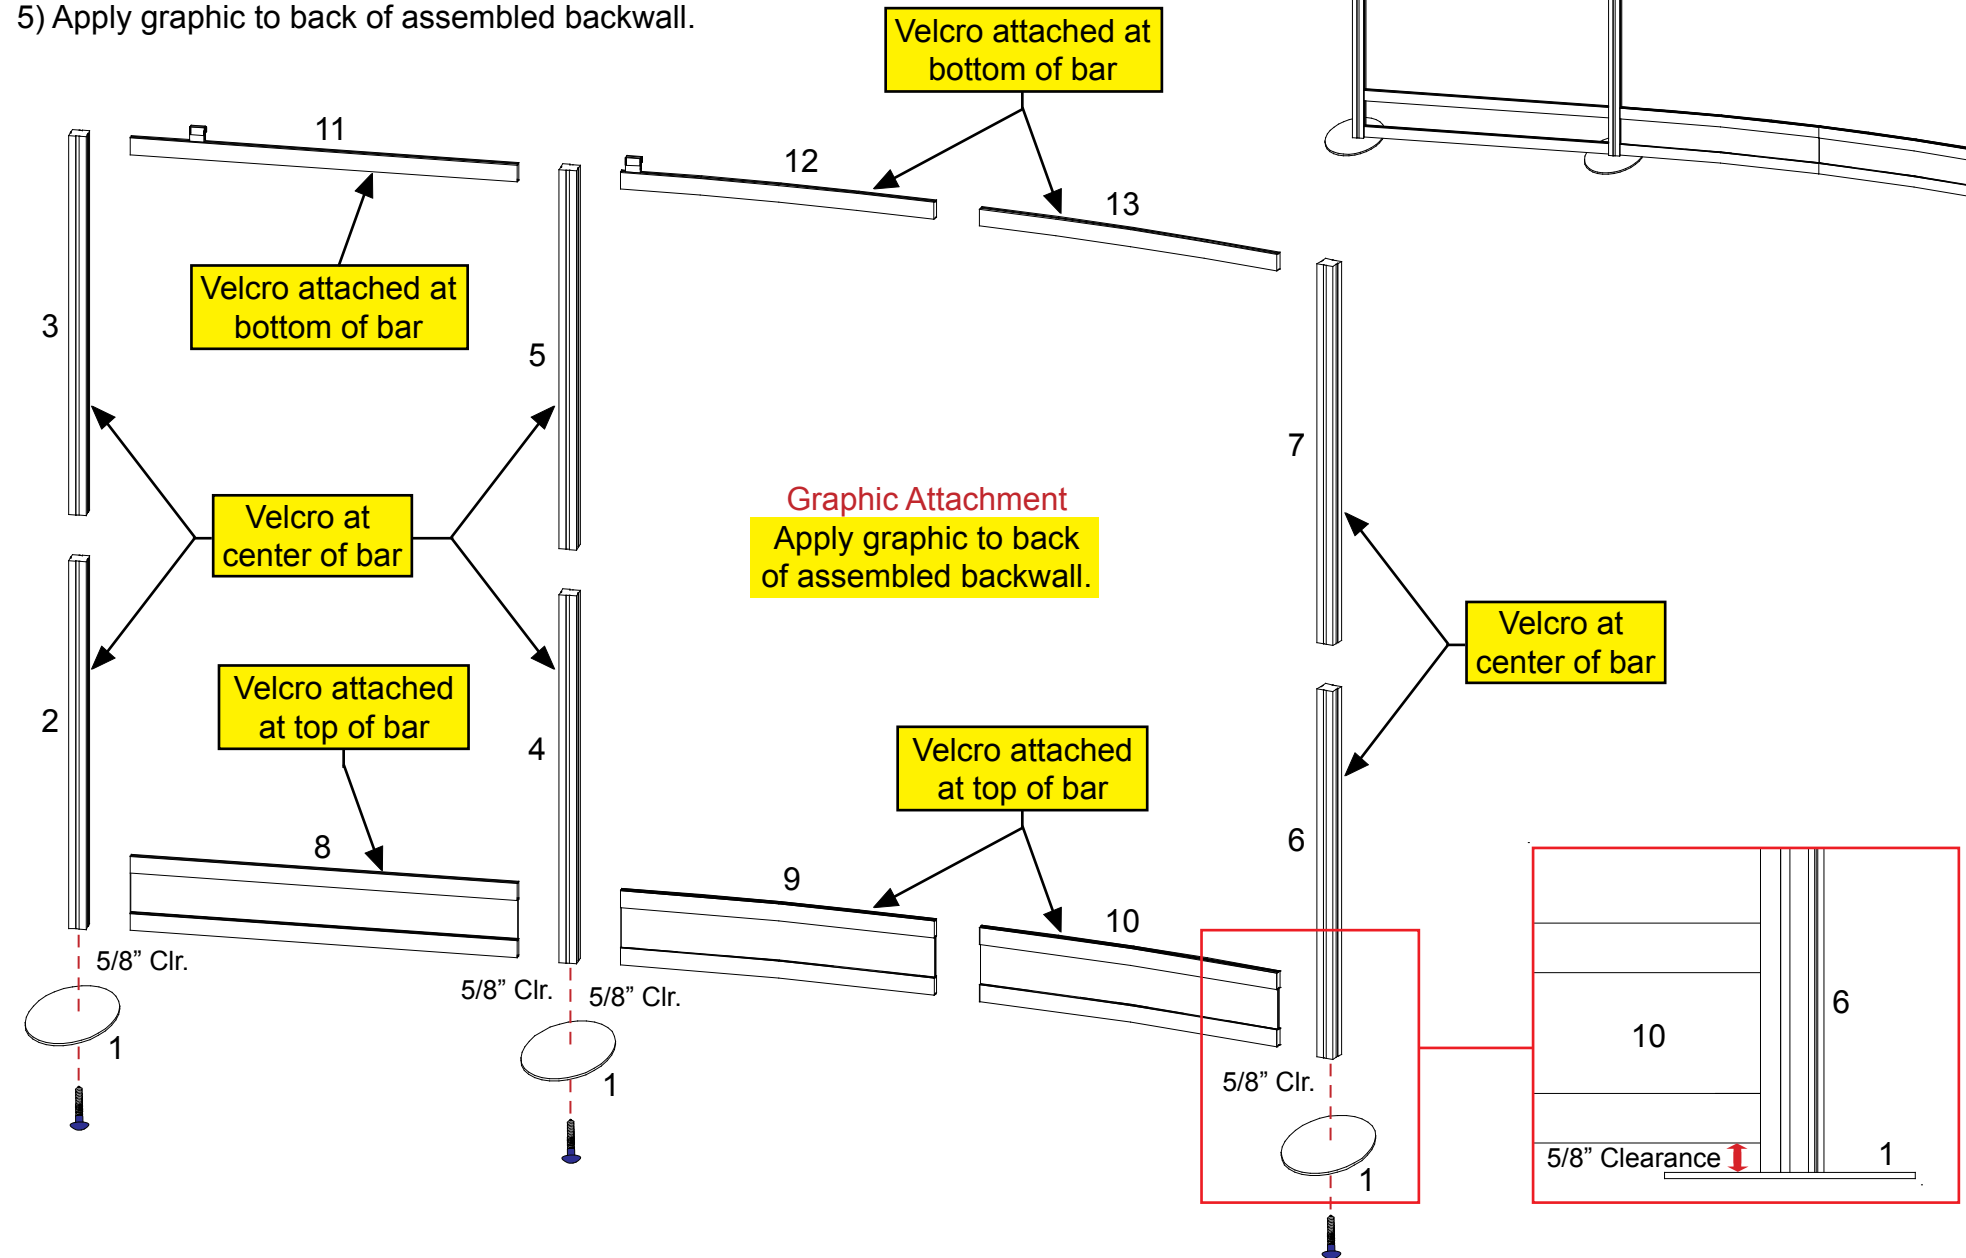 5) Apply graphic to back of assembled backwall.
Velcro attached at
bottom of bar
11
12
13
Velcro attached at
bottom of bar
3
5
7
Velcro at
center of bar
Graphic Attachment
Apply graphic to back
of assembled backwall.
Velcro at
center of bar
2
4
6
Velcro attached
at top of bar
Velcro attached
at top of bar
8
9
10
5/8” Clr.
5/8” Clr.
5/8” Clr.
5/8” Clr.
1
1
1
10
6
5/8” Clearance
1